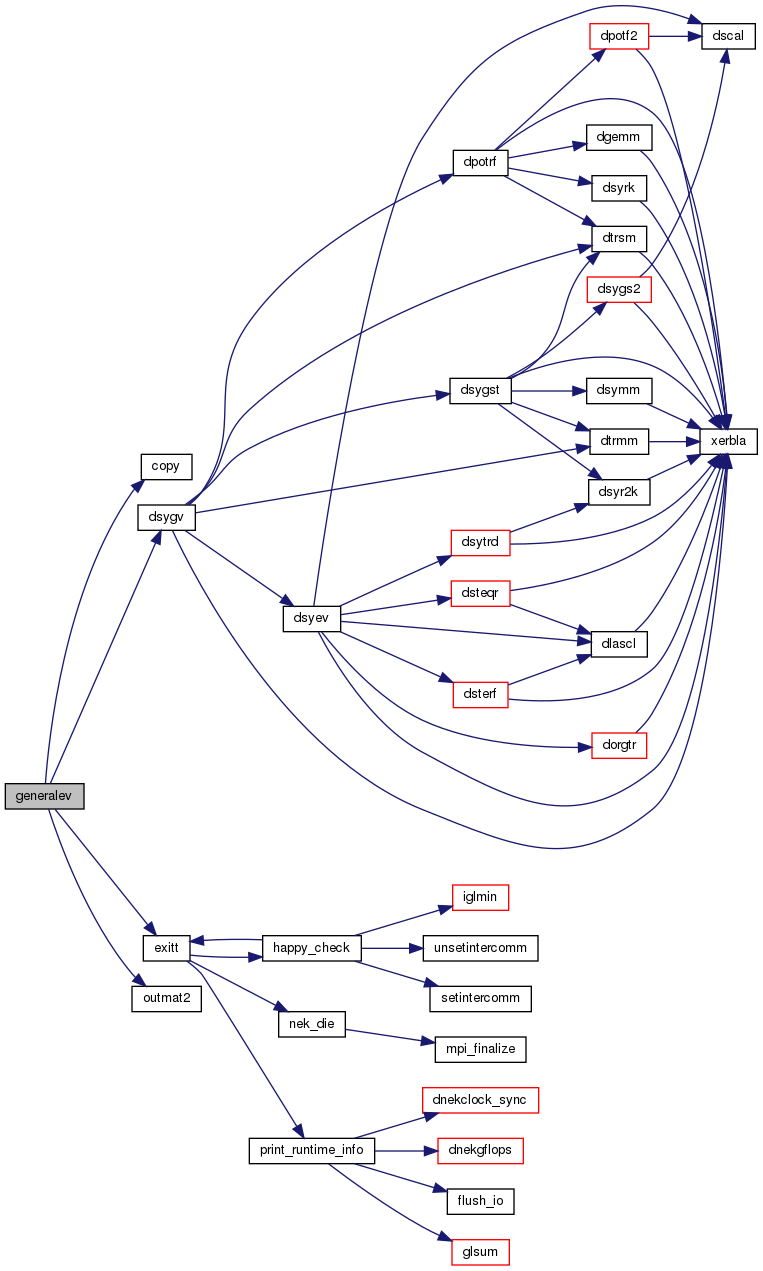 dpotf2
dscal
dpotrf
dgemm
dsyrk
dtrsm
dsygs2
dsygst
dsymm
dtrmm
xerbla
copy
dsyr2k
dsygv
dsytrd
dsteqr
dsyev
dlascl
dsterf
dorgtr
generalev
iglmin
exitt
happy_check
unsetintercomm
outmat2
setintercomm
nek_die
mpi_finalize
dnekclock_sync
print_runtime_info
dnekgflops
flush_io
glsum